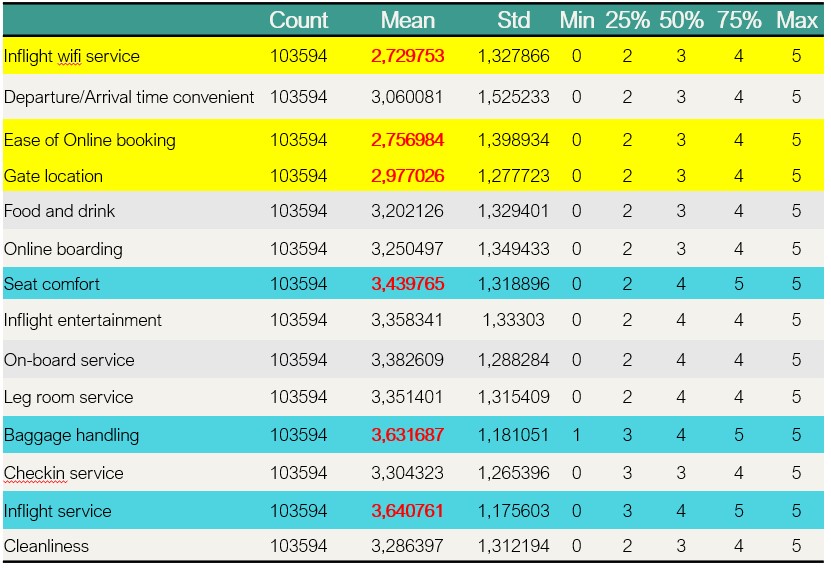 Count Mean Std Min 25% 50% 75% Max
Inflight wifi service 103594 2,729753 1,327866 0 2 3 4 5
Departure/Arrival time convenient 103594 3,060081 1,525233 0 2 3 4 5
Ease of Online booking 103594 2,756984 1,398934 0 2 3 4 5
Gate location 103594 2,977026 1,277723 0 2 3 4 5
Food and drink 103594 3,202126 1,329401 0 2 3 4 5
Online boarding 103594 3,250497 1,349433 0 2 3 4 5
Seat comfort 103594 3,439765 1,318896 0 2 4 5 5
Inflight entertainment 103594 3,358341 1,33303 0 2 4 4 5
On-board service 103594 3,382609 1,288284 0 2 4 4 5
Leg room service 103594 3,351401 1,315409 0 2 4 4 5
Baggage handling 103594 3,631687 1,181051 1 3 4 5 5
Checkin service 103594 3,304323 1,265396 0 3 3 4 5
Inflight service 103594 3,640761 1,175603 0 3 4 5 5
Cleanliness 103594 3,286397 1,312194 0 2 3 4 5